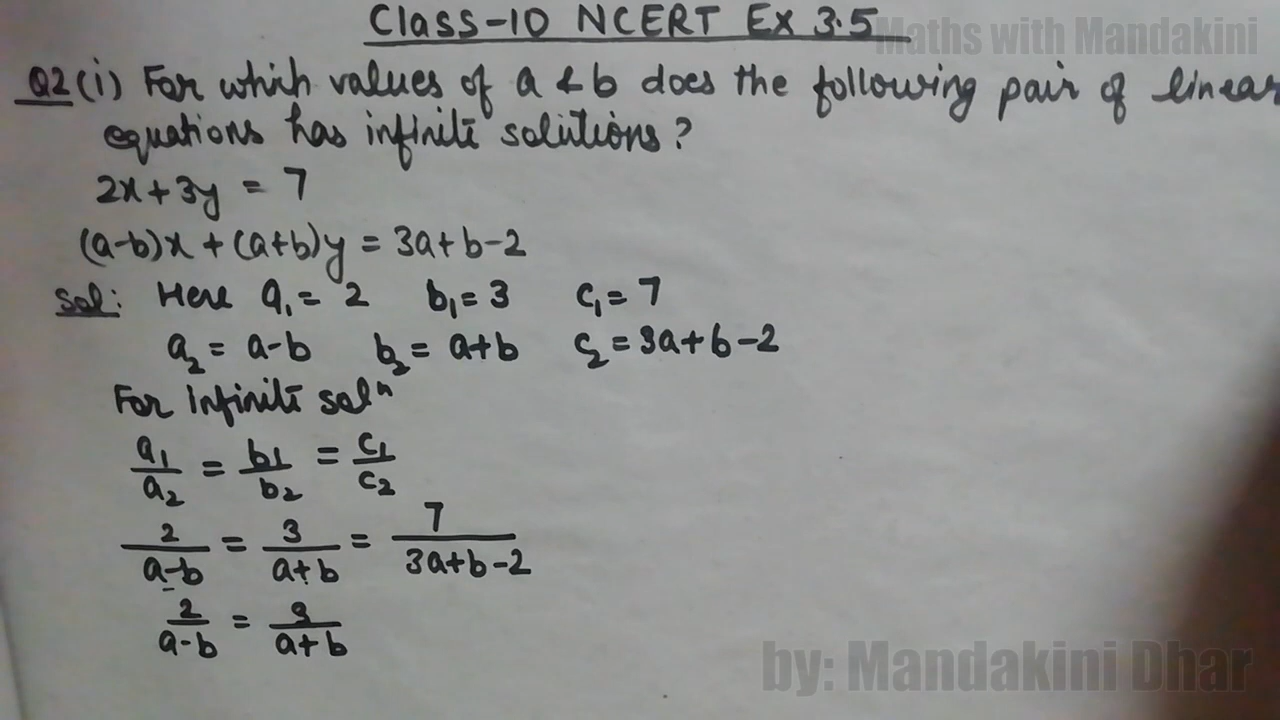 Class-10 NCERT Ex 3.5
Maths with Mandakini
Q2(i) For which values of a & b does the following pair of linear
equations has infinite solutions?
2x + 3y = 7
(a-b)x + (a+b)y = 3a+b-2
Sol: Here a₁ = 2 b₁ = 3 c₁ = 7
a₂ = a-b b₂ = a+b c₂ = 3a+b-2
For infinite solⁿ
a₁/a₂ = b₁/b₂ = c₁/c₂
2/(a-b) = 3/(a+b) = 7/(3a+b-2)
2/(a-b) = 3/(a+b)
by: Mandakini Dhar